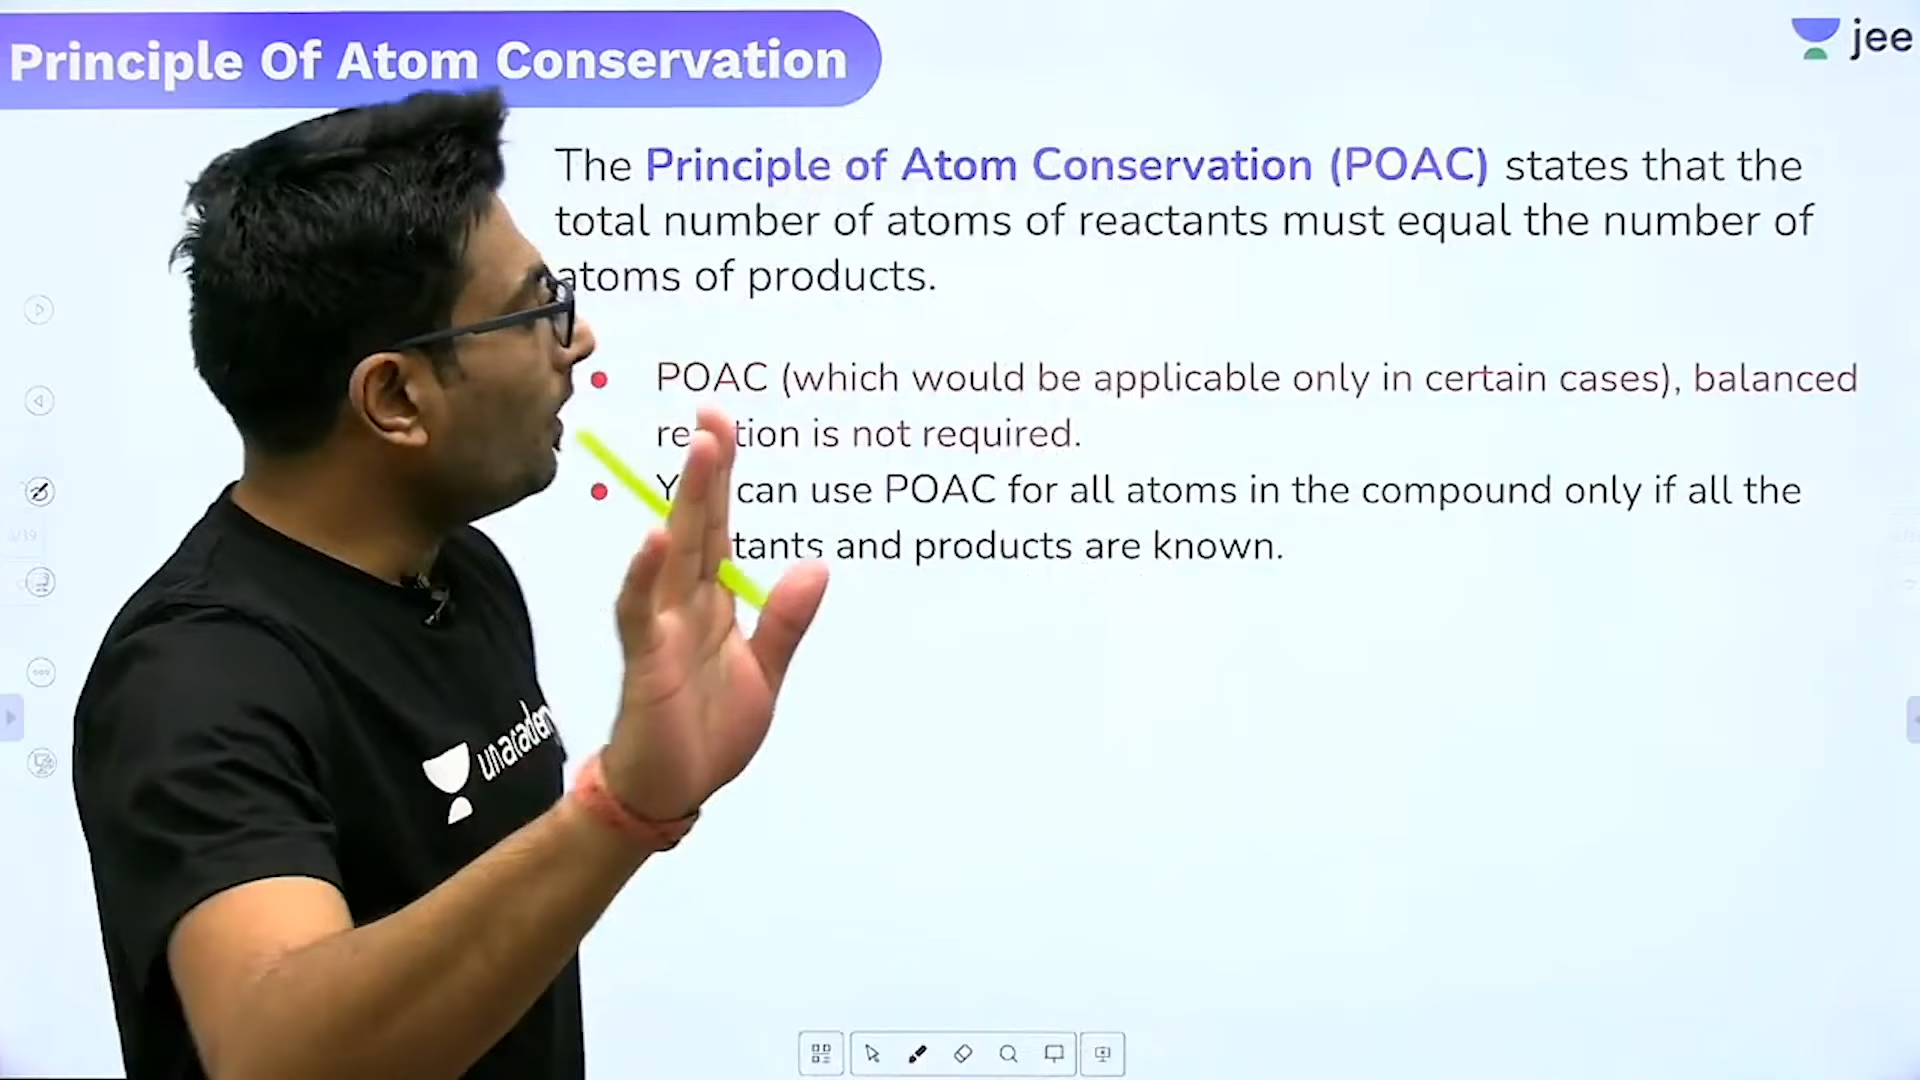 Principle Of Atom Conservation
jee
The Principle of Atom Conservation (POAC) states that the
total number of atoms of reactants must equal the number of
atoms of products.
POAC (which would be applicable only in certain cases), balanced
is not required.
can use POAC for all atoms in the compound only if all the
and products are known.
unacademy